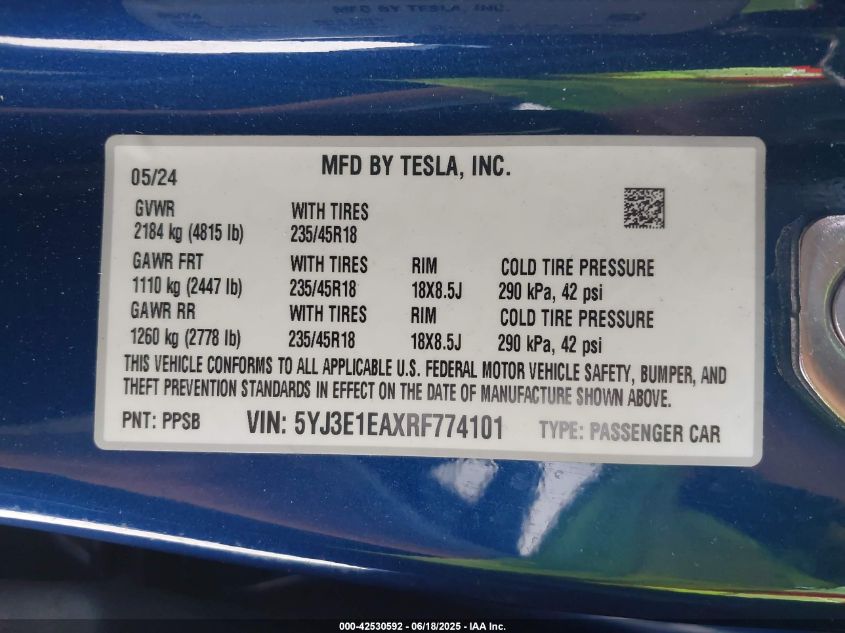 MFD BY TESLA, INC.
05/24
GVWR WITH TIRES
2184 kg (4815 lb) 235/45R18
GAWR FRT WITH TIRES RIM COLD TIRE PRESSURE
1110 kg (2447 lb) 235/45R18 18X8.5J 290 kPa, 42 psi
GAWR RR WITH TIRES RIM COLD TIRE PRESSURE
1260 kg (2778 lb) 235/45R18 18X8.5J 290 kPa, 42 psi
THIS VEHICLE CONFORMS TO ALL APPLICABLE U.S. FEDERAL MOTOR VEHICLE SAFETY, BUMPER, AND
THEFT PREVENTION STANDARDS IN EFFECT ON THE DATE OF MANUFACTURE SHOWN ABOVE.
PNT: PPSB VIN: 5YJ3E1EAXRF774101 TYPE: PASSENGER CAR
000-42530592 - 06/18/2025 - IAA Inc.